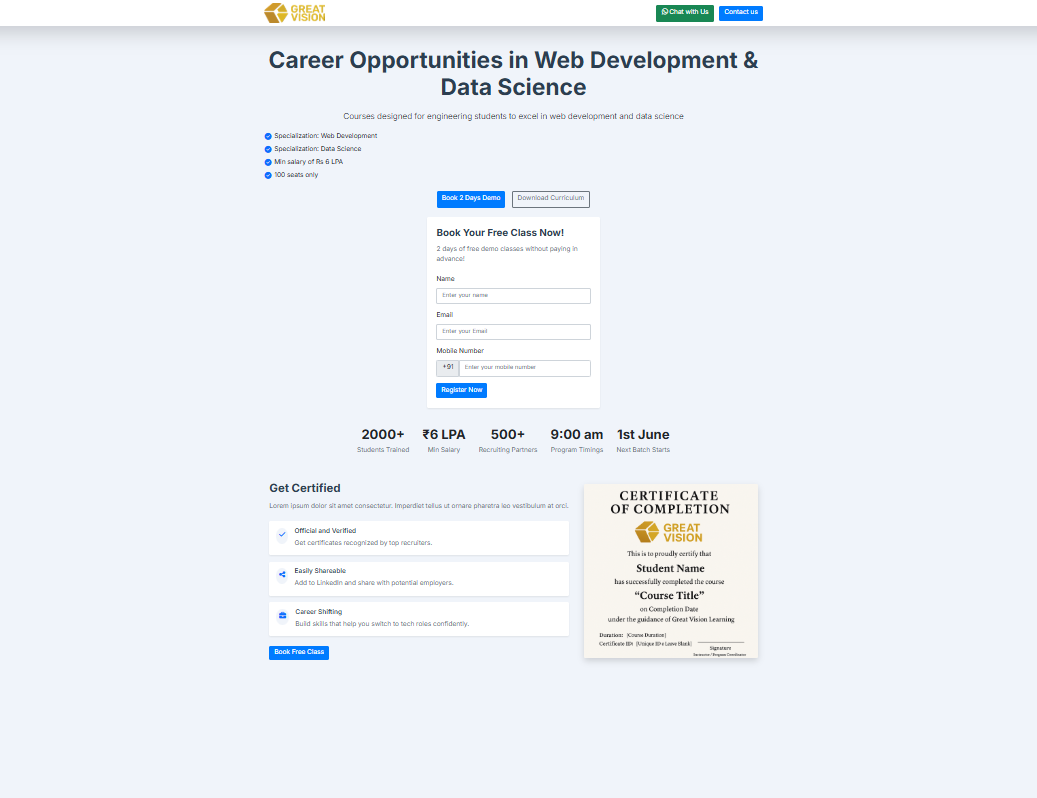 GREAT
VISION
Chat with Us
Contact us
Career Opportunities in Web Development &
Data Science
Courses designed for engineering students to excel in web development and data science
Specialization: Web Development
Specialization: Data Science
Min salary of Rs 6 LPA
100 seats only
Book 2 Days Demo
Download Curriculum
Book Your Free Class Now!
2 days of free demo classes without paying in
advance!
Name
Enter your name
Email
Enter your Email
Mobile Number
+91
Enter your mobile number
Register Now
2000+
Students Trained
₹6 LPA
Min Salary
500+
Recruiting Partners
9:00 am
Program Timings
1st June
Next Batch Starts
Get Certified
Lorem ipsum dolor sit amet consectetur. Imperdiet tellus ut ornare pharetra leo vestibulum at orci.
Official and Verified
Get certificates recognized by top recruiters.
Easily Shareable
Add to LinkedIn and share with potential employers.
Career Shifting
Build skills that help you switch to tech roles confidently.
Book Free Class
CERTIFICATE
OF COMPLETION
GREAT
VISION
This is to proudly certify that
Student Name
has successfully completed the course
“Course Title”
on Completion Date
under the guidance of Great Vision Learning
Duration: [Course Duration]
Certificate ID: [Unique ID e Leave Blank]
Signature